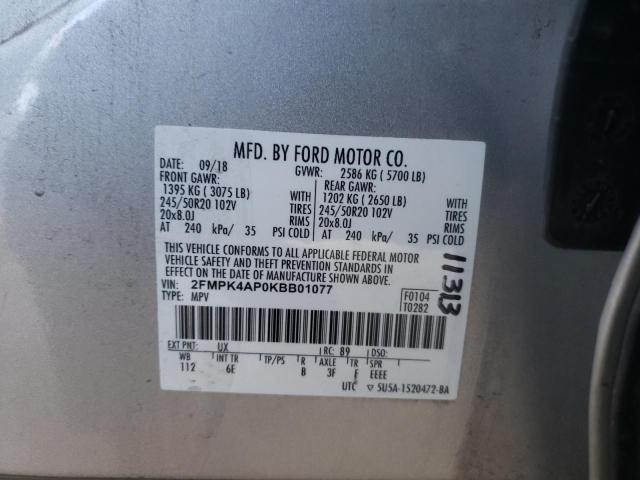 MFD. BY FORD MOTOR CO.
DATE: 09/18 GVWR: 2586 KG ( 5700 LB)
FRONT GAWR: REAR GAWR:
1395 KG ( 3075 LB) WITH 1202 KG ( 2650 LB) WITH
245/50R20 102V TIRES 245/50R20 102V TIRES
20x8.0J RIMS 20x8.0J RIMS
AT 240 kPa/ 35 PSI COLD AT 240 kPa/ 35 PSI COLD
THIS VEHICLE CONFORMS TO ALL APPLICABLE FEDERAL MOTOR
VEHICLE SAFETY AND THEFT PREVENTION STANDARDS IN
EFFECT ON THE DATE OF MANUFACTURE SHOWN ABOVE.
VIN: 2FMPK4AP0KBB01077 F0104
TYPE: MPV T0282
11313
EXT PNT: UX RC: 89 DSO:
WB INT TR TP/PS R AXLE TR SPR
112 6E B 3F F EEEE
UTC 5U5A-1520472-BA